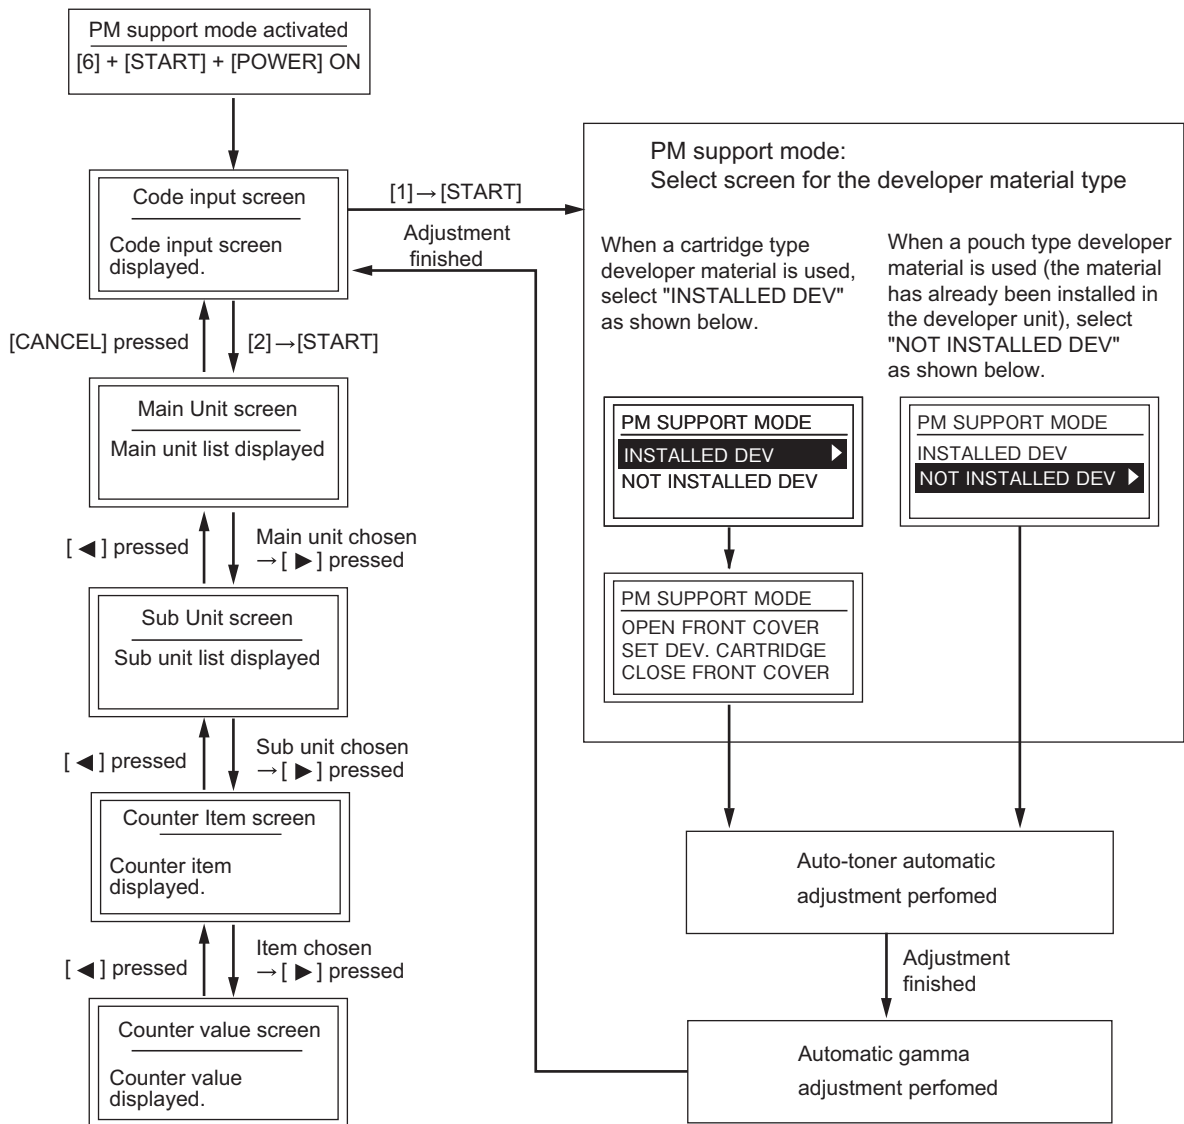 PM support mode activated
[6] + [START] + [POWER] ON
Code input screen
Code input screen
displayed.
[1]→[START]
Adjustment
finished
[CANCEL] pressed
[2]→[START]
Main Unit screen
Main unit list displayed
[ ◀ ] pressed
Main unit chosen
→[ ▶ ] pressed
Sub Unit screen
Sub unit list displayed
[ ◀ ] pressed
Sub unit chosen
→[ ▶ ] pressed
Counter Item screen
Counter item
displayed.
[ ◀ ] pressed
Item chosen
→[ ▶ ] pressed
Counter value screen
Counter value
displayed.
PM support mode:
Select screen for the developer material type
When a cartridge type
developer material is used,
select "INSTALLED DEV"
as shown below.
PM SUPPORT MODE
INSTALLED DEV ▶
NOT INSTALLED DEV
PM SUPPORT MODE
OPEN FRONT COVER
SET DEV. CARTRIDGE
CLOSE FRONT COVER
When a pouch type developer
material is used (the material
has already been installed in
the developer unit), select
"NOT INSTALLED DEV"
as shown below.
PM SUPPORT MODE
INSTALLED DEV
NOT INSTALLED DEV ▶
Auto-toner automatic
adjustment perfomed
Adjustment
finished
Automatic gamma
adjustment perfomed